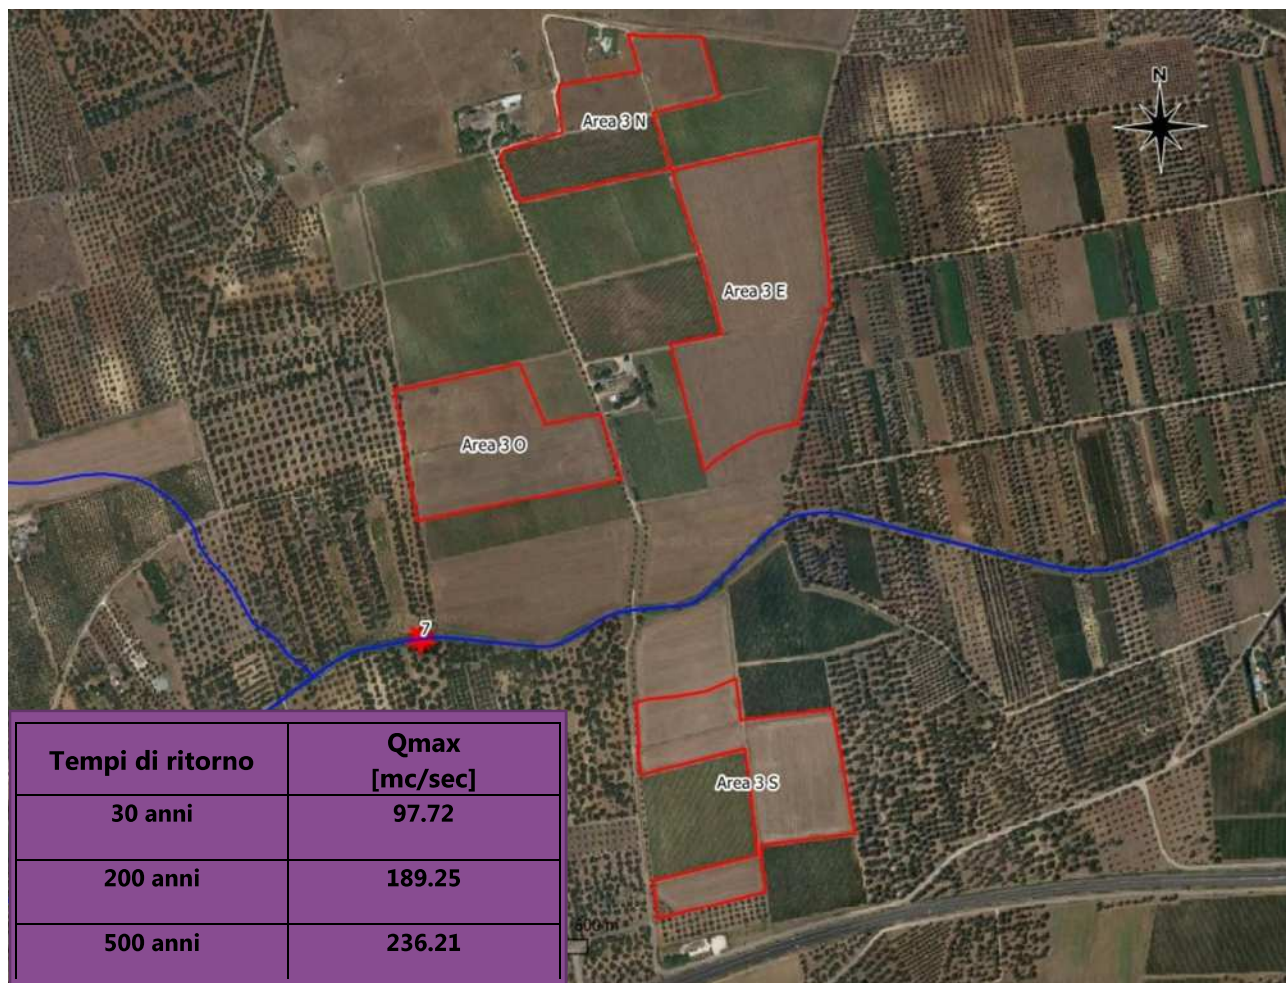 N
Area 3 N
Area 3 E
Area 3 O
7
Area 3 S
Tempi di ritorno
Qmax
[mc/sec]
30 anni
97.72
200 anni
189.25
500 anni
236.21